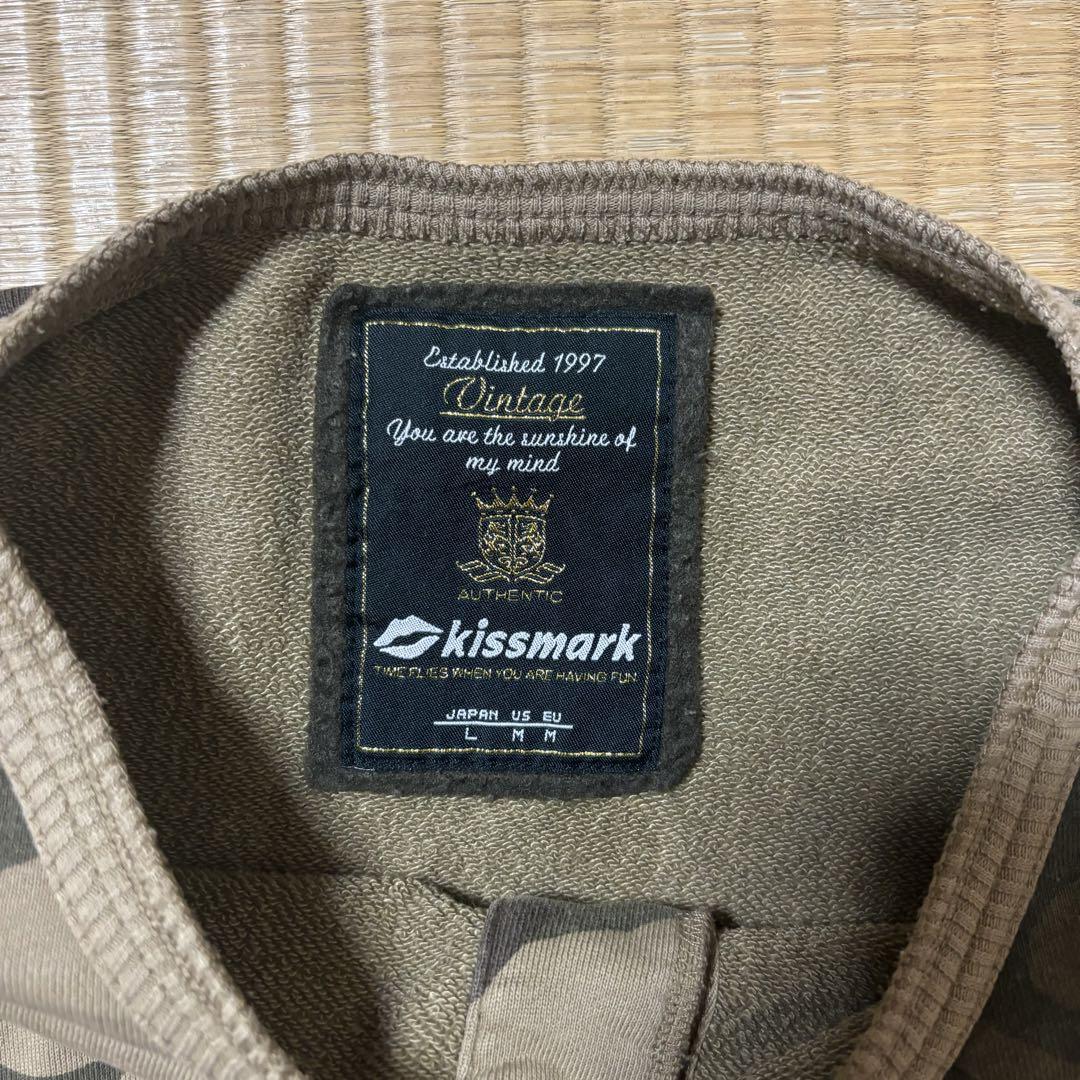 Established 1997
Vintage
You are the sunshine of
my mind
AUTHENTIC
kissmark
TIME FLIES WHEN YOU ARE HAVING FUN
JAPAN US EU
L M M